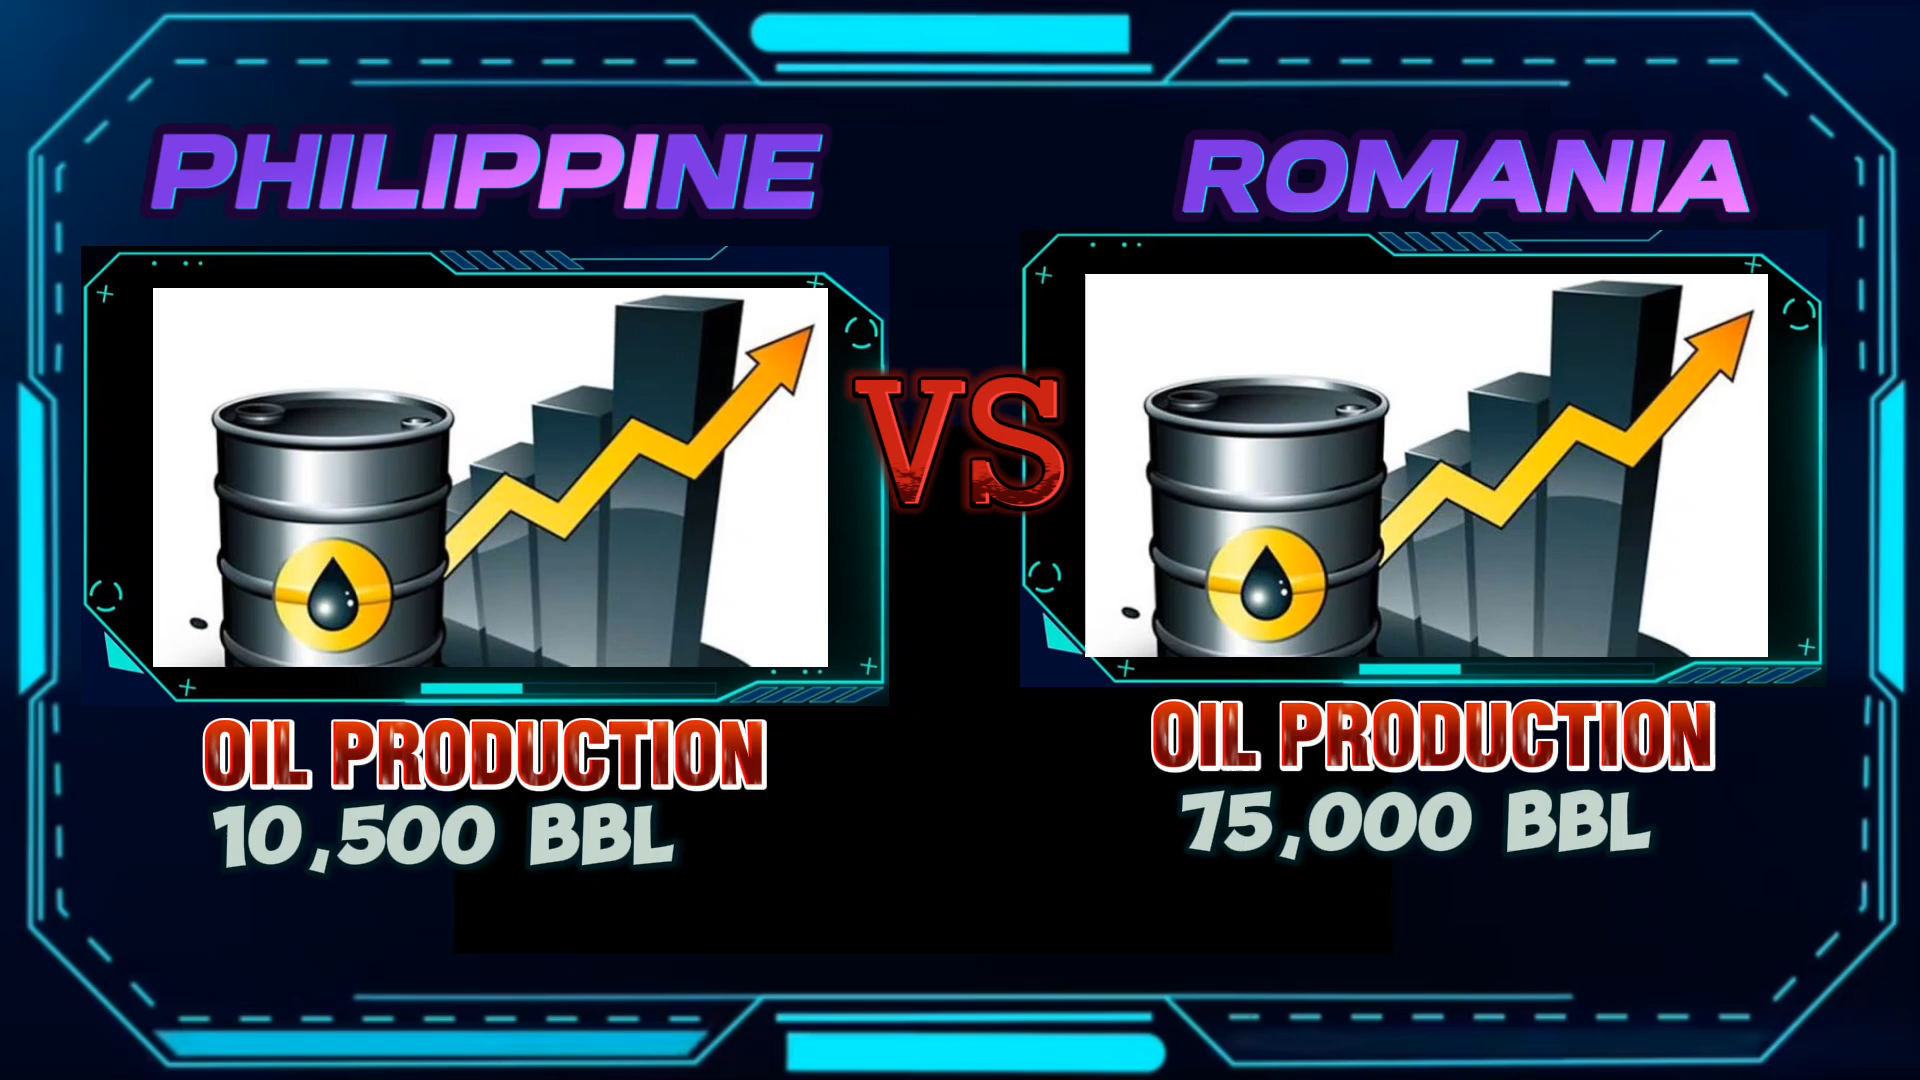 PHILIPPINE
ROMANIA
VS
OIL PRODUCTION
10,500 BBL
OIL PRODUCTION
75,000 BBL